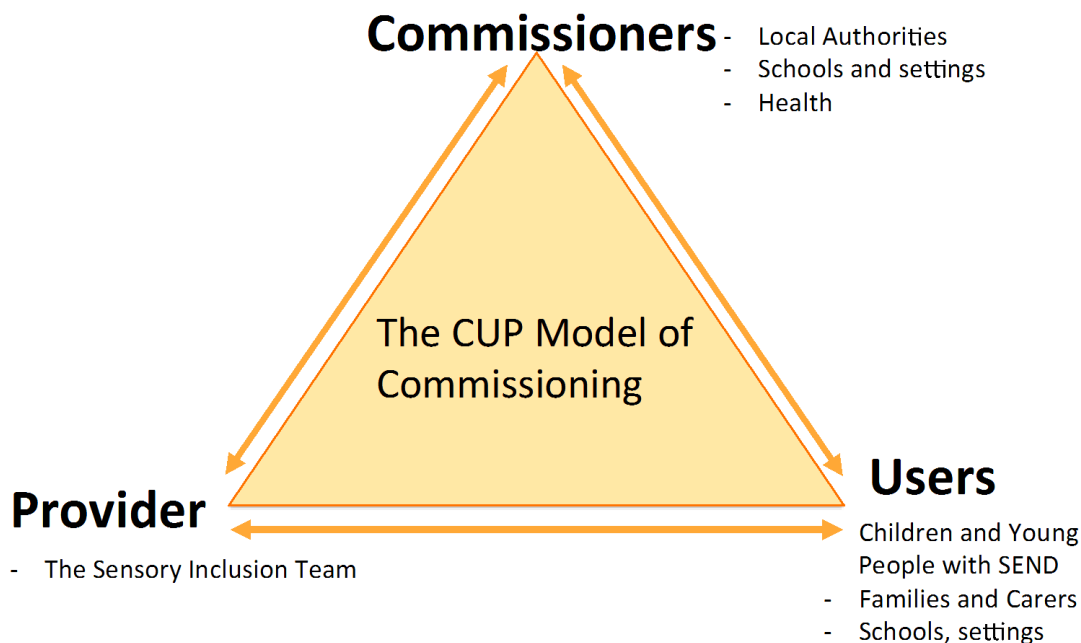 Commissioners
- Local Authorities
- Schools and settings
- Health
The CUP Model of
Commissioning
Provider
- The Sensory Inclusion Team
Users
Children and Young
People with SEND
- Families and Carers
- Schools, settings